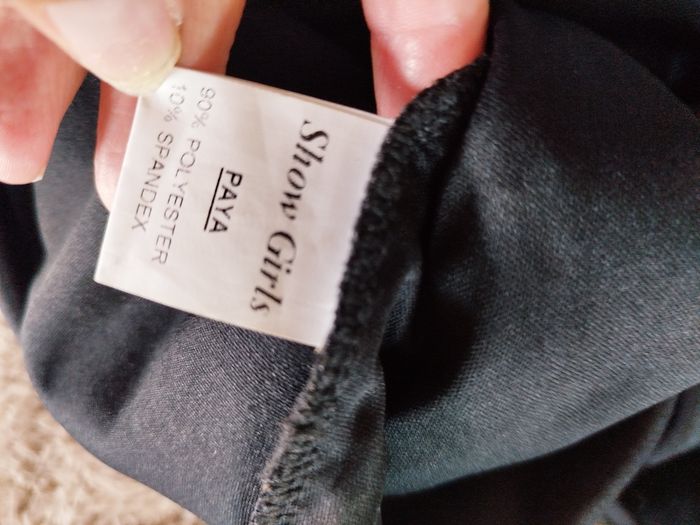 Show Girls
PAYA
90% POLYESTER
10% SPANDEX